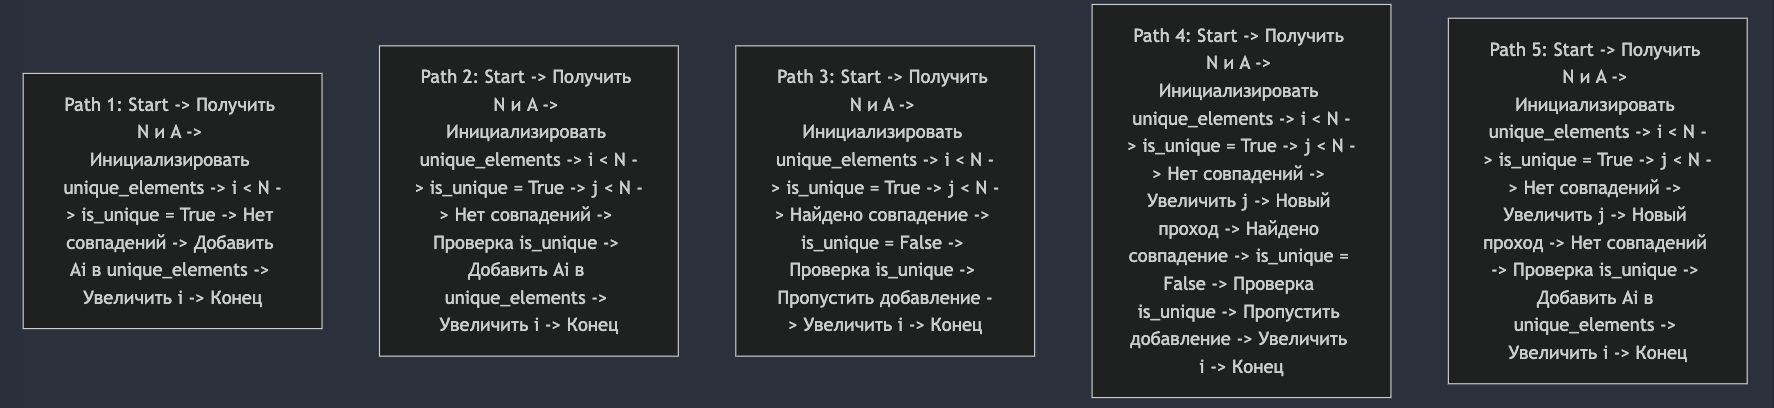 Path 1: Start -> Получить
N и A ->
Инициализировать
unique_elements -> i < N -
> is_unique = True -> Нет
совпадений -> Добавить
Ai в unique_elements ->
Увеличить i -> Конец
Path 2: Start -> Получить
N и A ->
Инициализировать
unique_elements -> i < N -
> is_unique = True -> j < N -
> Нет совпадений ->
Проверка is_unique ->
Добавить Ai в
unique_elements ->
Увеличить i -> Конец
Path 3: Start -> Получить
N и A ->
Инициализировать
unique_elements -> i < N -
> is_unique = True -> j < N -
> Найдено совпадение ->
is_unique = False ->
Проверка is_unique ->
Пропустить добавление -
> Увеличить i -> Конец
Path 4: Start -> Получить
N и A ->
Инициализировать
unique_elements -> i < N -
> is_unique = True -> j < N -
> Нет совпадений ->
Увеличить j -> Новый
проход -> Найдено
совпадение -> is_unique =
False -> Проверка
is_unique -> Пропустить
добавление -> Увеличить
i -> Конец
Path 5: Start -> Получить
N и A ->
Инициализировать
unique_elements -> i < N -
> is_unique = True -> j < N -
> Нет совпадений ->
Увеличить j -> Новый
проход -> Нет совпадений
-> Проверка is_unique ->
Добавить Ai в
unique_elements ->
Увеличить i -> Конец